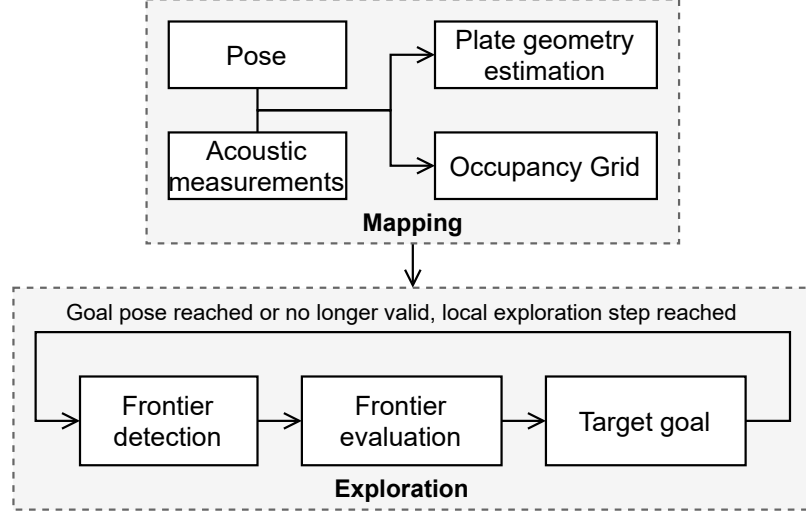 Pose
Plate geometry
estimation
Acoustic
measurements
Occupancy Grid
Mapping
Goal pose reached or no longer valid, local exploration step reached
Frontier
detection
Frontier
evaluation
Target goal
Exploration